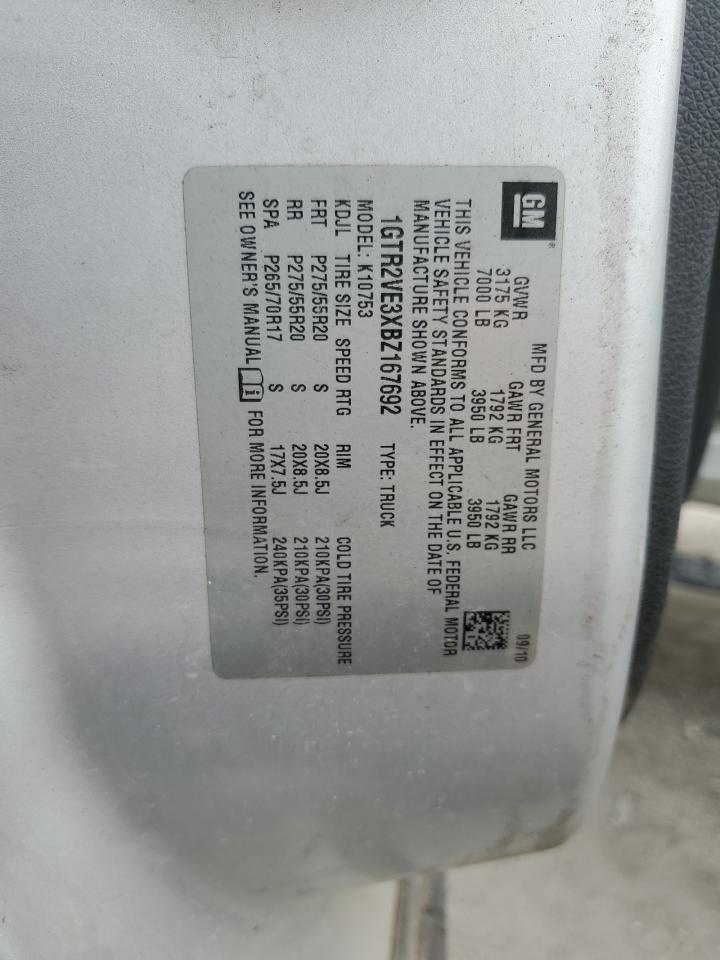 GM®
MFD BY GENERAL MOTORS LLC 09/10
GVWR GAWR FRT GAWR RR
3175 KG 1792 KG 1792 KG
7000 LB 3950 LB 3950 LB
THIS VEHICLE CONFORMS TO ALL APPLICABLE U.S. FEDERAL MOTOR
VEHICLE SAFETY STANDARDS IN EFFECT ON THE DATE OF
MANUFACTURE SHOWN ABOVE.
1GTR2VE3XBZ167692 TYPE: TRUCK
MODEL: K10753
KDJL TIRE SIZE SPEED RTG RIM COLD TIRE PRESSURE
FRT P275/55R20 S 20X8.5J 210KPA(30PSI)
RR P275/55R20 S 20X8.5J 210KPA(30PSI)
SPA P265/70R17 S 17X7.5J 240KPA(35PSI)
SEE OWNER'S MANUAL FOR MORE INFORMATION.